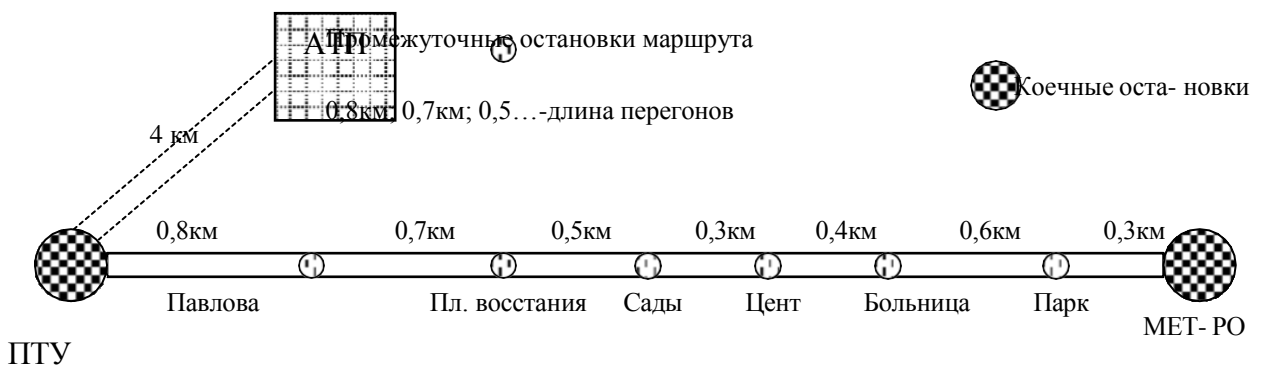 АТП
Промежуточные остановки маршрута
Коечные оста- новки
0,8км; 0,7км; 0,5…-длина перегонов
4 км
0,8км 0,7км 0,5км 0,3км 0,4км 0,6км 0,3км
Павлова Пл. восстания Сады Цент Больница Парк
МЕТ- РО
ПТУ